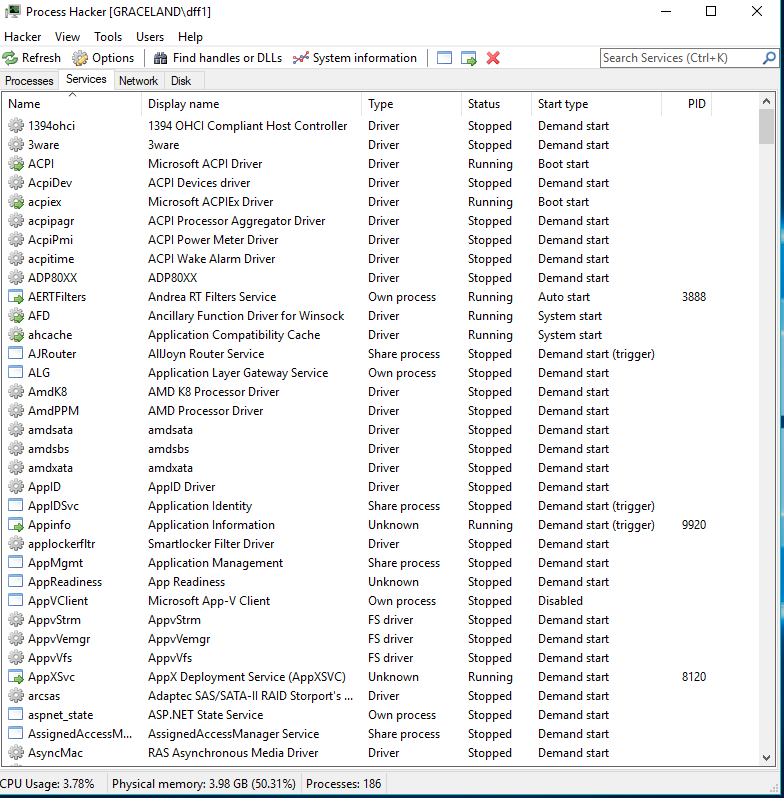 Process Hacker [GRACELAND\dff1]
Hacker View Tools Users Help
Refresh Options Find handles or DLLs System information Search Services (Ctrl+K)
Processes Services Network Disk
Name Display name Type Status Start type PID
1394ohci 1394 OHCI Compliant Host Controller Driver Stopped Demand start
3ware 3ware Driver Stopped Demand start
ACPI Microsoft ACPI Driver Driver Running Boot start
AcpiDev ACPI Devices driver Driver Stopped Demand start
acpiex Microsoft ACPIEx Driver Driver Running Boot start
acpipagr ACPI Processor Aggregator Driver Driver Stopped Demand start
AcpiPmi ACPI Power Meter Driver Driver Stopped Demand start
acpitime ACPI Wake Alarm Driver Driver Stopped Demand start
ADP80XX ADP80XX Driver Stopped Demand start
AERTFilters Andrea RT Filters Service Own process Running Auto start 3888
AFD Ancillary Function Driver for Winsock Driver Running System start
ahcache Application Compatibility Cache Driver Running System start
AJRouter AllJoyn Router Service Share process Stopped Demand start (trigger)
ALG Application Layer Gateway Service Own process Stopped Demand start
AmdK8 AMD K8 Processor Driver Driver Stopped Demand start
AmdPPM AMD Processor Driver Driver Stopped Demand start
amdsata amdsata Driver Stopped Demand start
amdsbs amdsbs Driver Stopped Demand start
amdxata amdxata Driver Stopped Demand start
AppID AppID Driver Driver Stopped Demand start
AppIDSvc Application Identity Share process Stopped Demand start (trigger)
Appinfo Application Information Unknown Running Demand start (trigger) 9920
applockerfltr Smartlocker Filter Driver Driver Stopped Demand start
AppMgmt Application Management Share process Stopped Demand start
AppReadiness App Readiness Unknown Stopped Demand start
AppVClient Microsoft App-V Client Own process Stopped Disabled
AppvStrm AppvStrm FS driver Stopped Demand start
AppvVemgr AppvVemgr FS driver Stopped Demand start
AppvVfs AppvVfs FS driver Stopped Demand start
AppXSvc AppX Deployment Service (AppXSVC) Unknown Running Demand start 8120
arcsas Adaptec SAS/SATA-II RAID Storport's ... Driver Stopped Demand start
aspnet_state ASP.NET State Service Own process Stopped Demand start
AssignedAccessM... AssignedAccessManager Service Share process Stopped Demand start
AsyncMac RAS Asynchronous Media Driver Driver Stopped Demand start
CPU Usage: 3.78% Physical memory: 3.98 GB (50.31%) Processes: 186